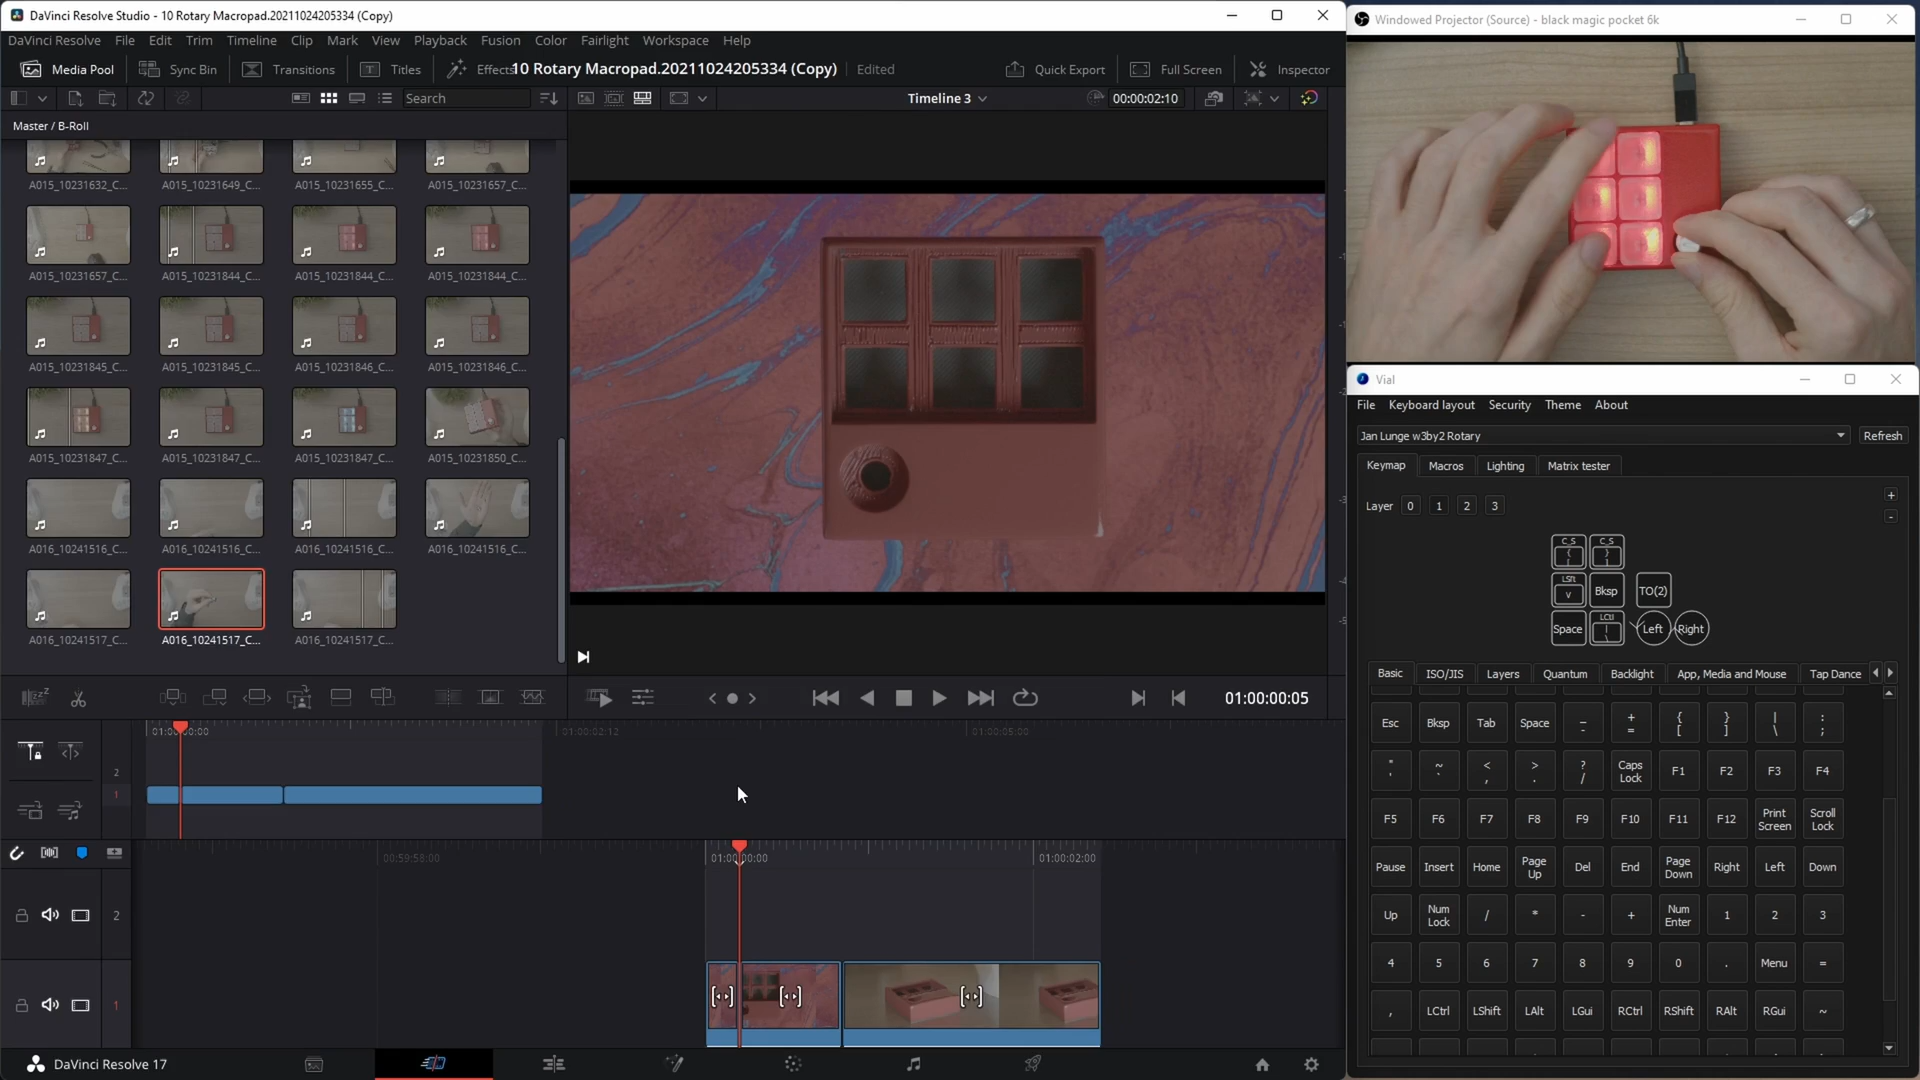 DaVinci Resolve Studio - 10 Rotary Macropad.20211024205334 (Copy)
DaVinci Resolve File Edit Trim Timeline Clip Mark View Playback Fusion Color Fairlight Workspace Help
Media Pool Sync Bin Transitions Titles Effects 10 Rotary Macropad.20211024205334 (Copy) Edited Quick Export Full Screen Inspector
Search Timeline 3 00:00:02:10
Master / B-Roll
A015_10231632_C... A015_10231649_C... A015_10231655_C... A015_10231657_C...
A015_10231657_C... A015_10231844_C... A015_10231844_C... A015_10231844_C...
A015_10231845_C... A015_10231845_C... A015_10231846_C... A015_10231846_C...
A015_10231847_C... A015_10231847_C... A015_10231847_C... A015_10231850_C...
A016_10241516_C... A016_10241516_C... A016_10241516_C... A016_10241516_C...
A016_10241517_C... A016_10241517_C... A016_10241517_C...
01:00:00:05
00:00 01:00:02:12 01:00:05:00
2
1
00:59:58:00 01:00:00:00 01:00:02:00
2
1
DaVinci Resolve 17
Windowed Projector (Source) - black magic pocket 6k
Vial
File Keyboard layout Security Theme About
Jan Lunge w3by2 Rotary Refresh
Keymap Macros Lighting Matrix tester
Layer 0 1 2 3
+
-
C_S C_S
{ }
[ ]
LSft
v Bksp TO(2)
LCtl
Space | Left Right
\
Basic ISO/JIS Layers Quantum Backlight App, Media and Mouse Tap Dance
Esc Bksp Tab Space _ + { } | :
- = [ ] \ ;
" ~ < > ? Caps Lock F1 F2 F3 F4
' ` , . /
F5 F6 F7 F8 F9 F10 F11 F12 Print Screen Scroll Lock
Pause Insert Home Page Up Del End Page Down Right Left Down
Up Num Lock / * - + Num Enter 1 2 3
4 5 6 7 8 9 0 . Menu =
, LCtrl LShift LAlt LGui RCtrl RShift RAlt RGui ~